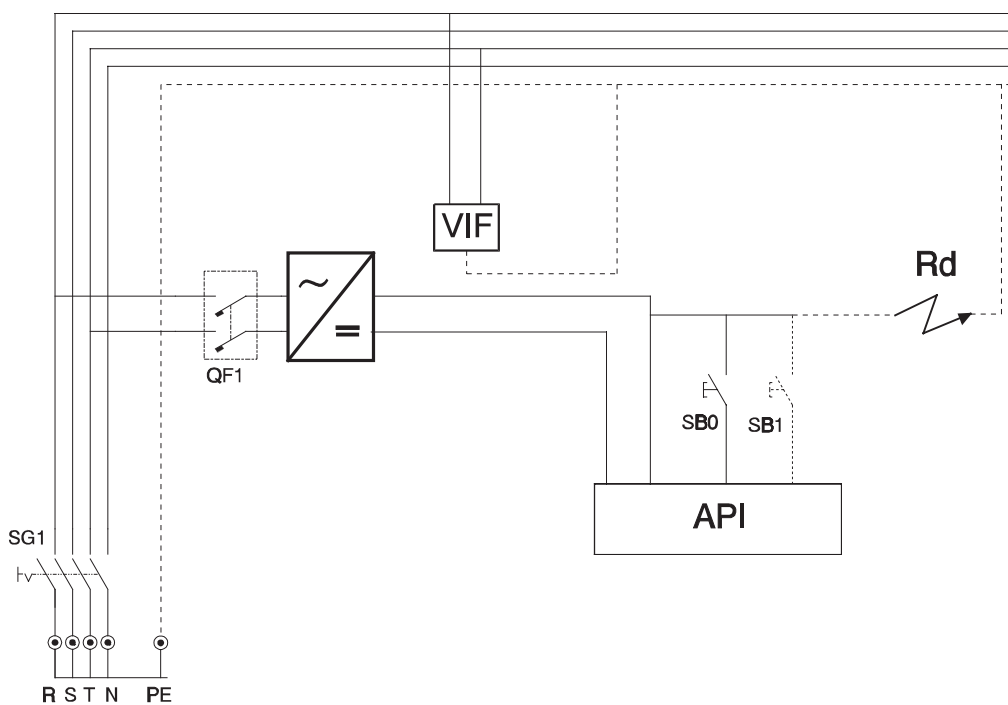 VIF
Rd
~
=
QF1
SB0
SB1
API
SG1
R S T N PE